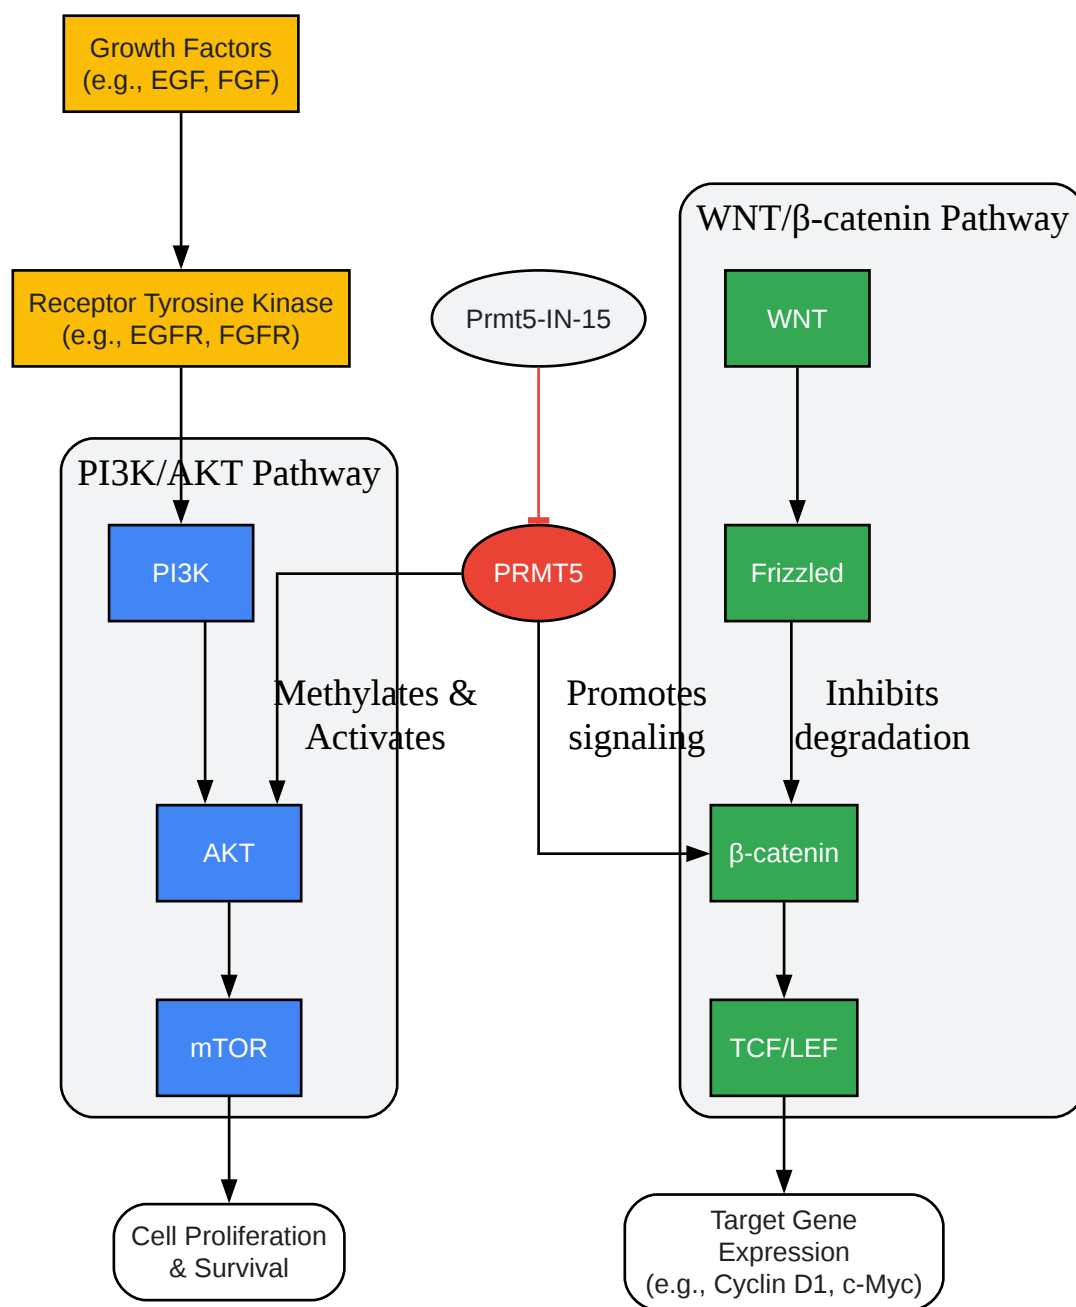 Growth Factors
(e.g., EGF, FGF)
WNT/β-catenin Pathway
Receptor Tyrosine Kinase
(e.g., EGFR, FGFR)
Prmt5-IN-15
WNT
PI3K/AKT Pathway
PI3K
PRMT5
Frizzled
Methylates &
Activates
Promotes
signaling
Inhibits
degradation
AKT
β-catenin
mTOR
TCF/LEF
Cell Proliferation
& Survival
Target Gene
Expression
(e.g., Cyclin D1, c-Myc)